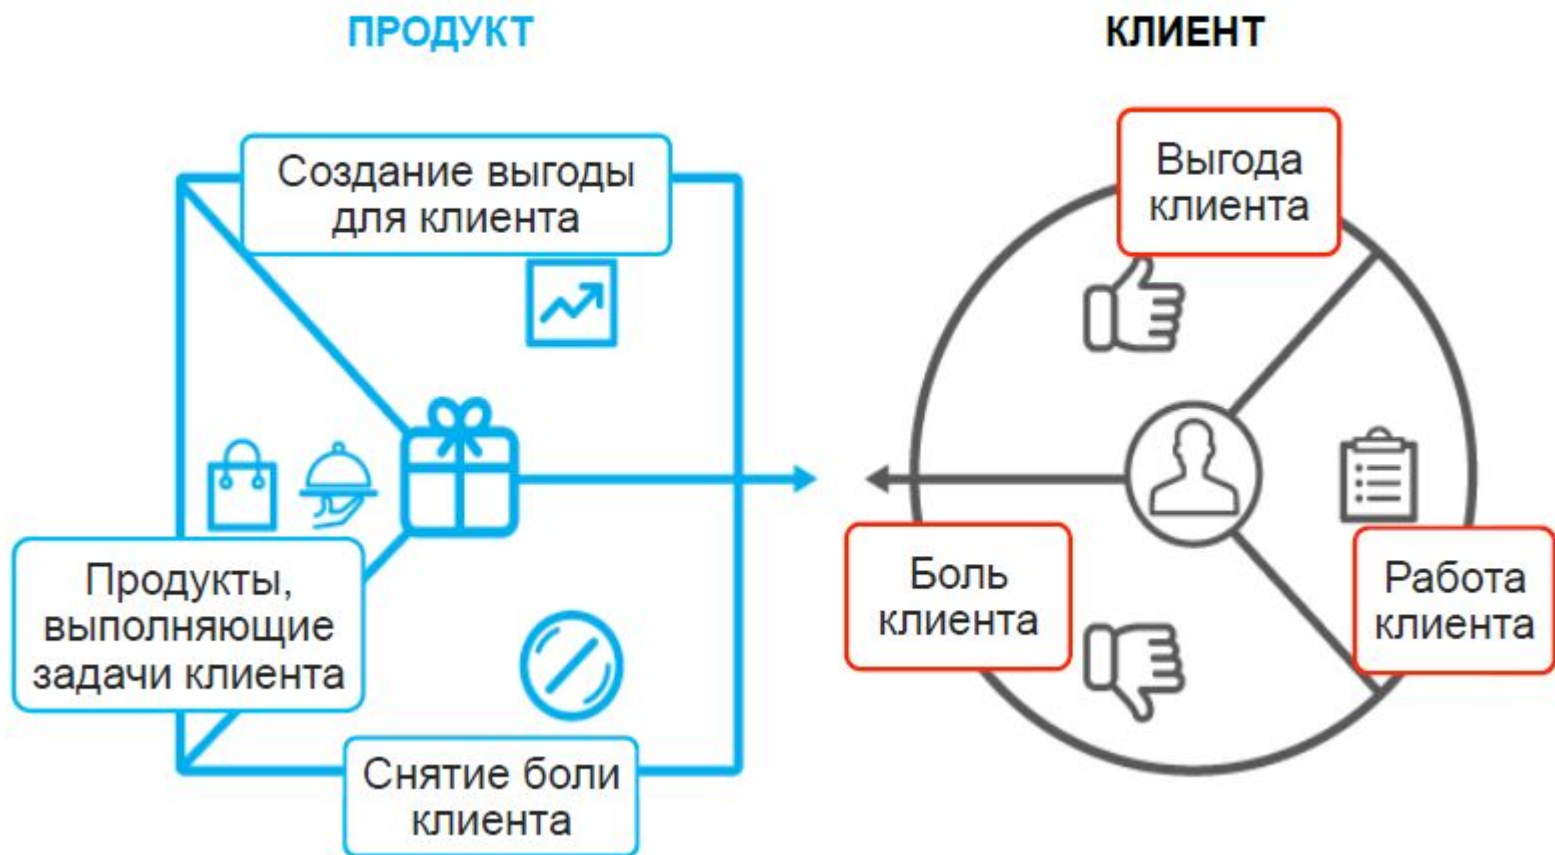 ПРОДУКТ
Создание выгоды
для клиента
Продукты,
выполняющие
задачи клиента
Снятие боли
клиента
КЛИЕНТ
Выгода
клиента
Боль
клиента
Работа
клиента